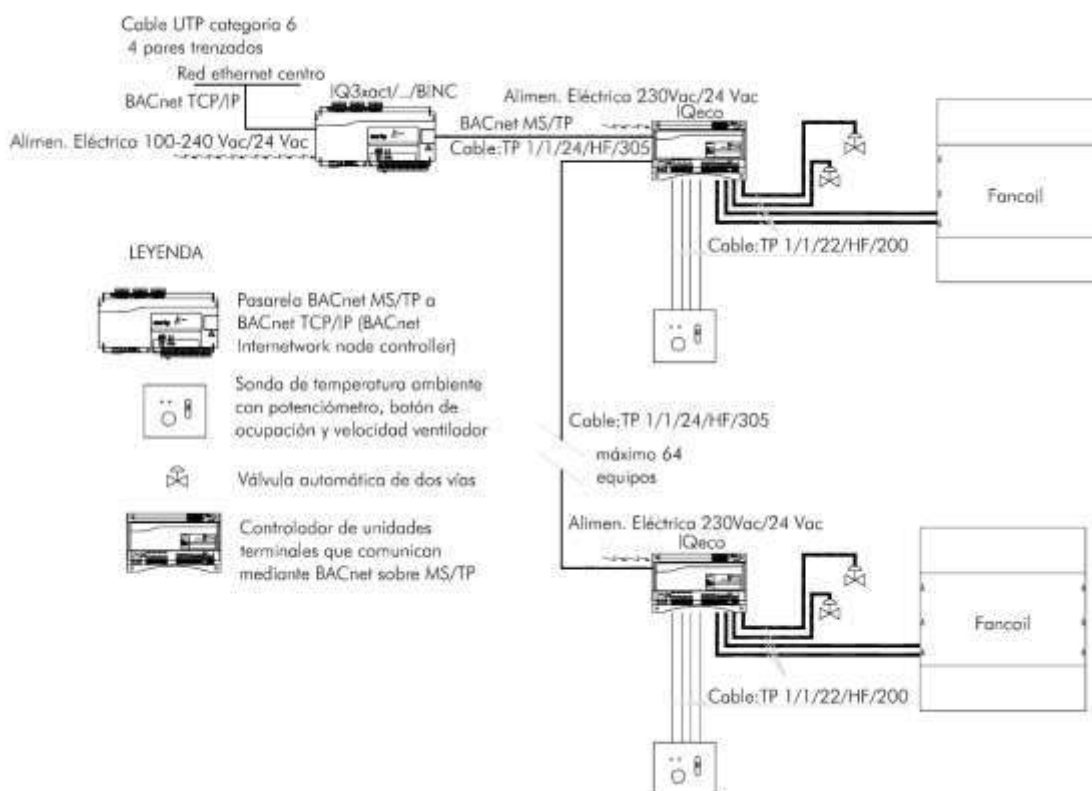 Cable UTP categoria 6
4 pares trenzados
Red ethernet centro
BACnet TCP/IP
IQ3xact/.../BINC
Alimen. Eléctrica 100-240 Vac/24 Vac
Alimen. Eléctrica 230Vac/24 Vac
IQeco
BACnet MS/TP
Cable:TP 1/1/24/HF/305
Fancoil
Cable:TP 1/1/22/HF/200
LEYENDA
Pasarela BACnet MS/TP a
BACnet TCP/IP (BACnet
Internetwork node controller)
Sonda de temperatura ambiente
con potenciómetro, botón de
ocupación y velocidad ventilador
Válvula automática de dos vías
Controlador de unidades
terminales que comunican
mediante BACnet sobre MS/TP
Cable:TP 1/1/24/HF/305
máximo 64
equipos
Alimen. Eléctrica 230Vac/24 Vac
IQeco
Fancoil
Cable:TP 1/1/22/HF/200